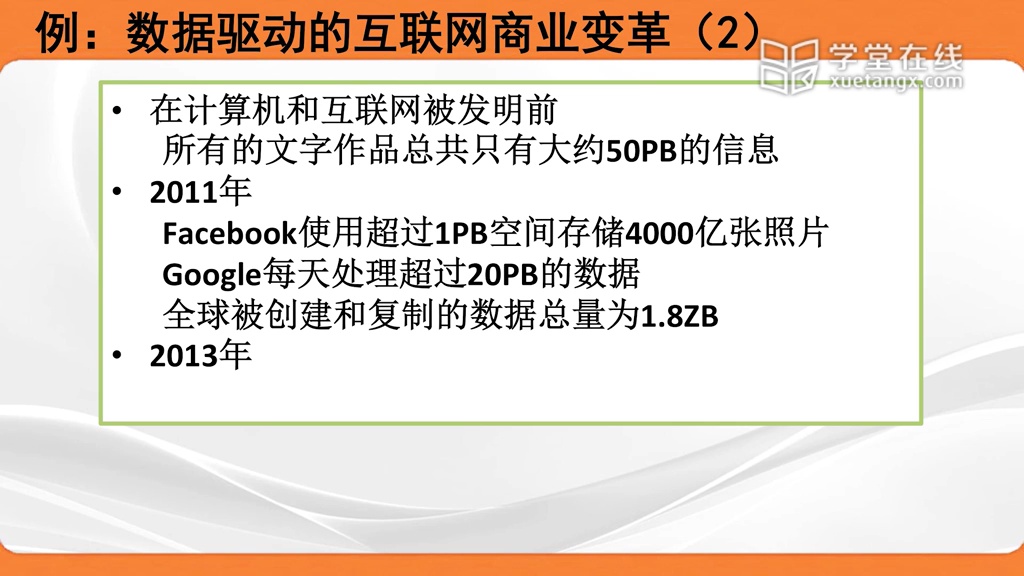 例：数据驱动的互联网商业变革（2）
学堂在线
xuetangx.com
• 在计算机和互联网被发明前
所有的文字作品总共只有大约50PB的信息
• 2011年
Facebook使用超过1PB空间存储4000亿张照片
Google每天处理超过20PB的数据
全球被创建和复制的数据总量为1.8ZB
• 2013年